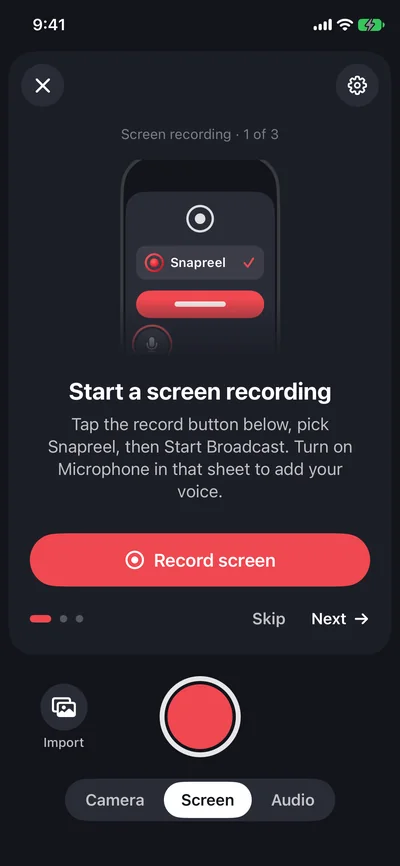 9:41
Screen recording · 1 of 3
Snapreel
Start a screen recording
Tap the record button below, pick
Snapreel, then Start Broadcast. Turn on
Microphone in that sheet to add your
voice.
Record screen
Skip
Next
Import
Camera
Screen
Audio